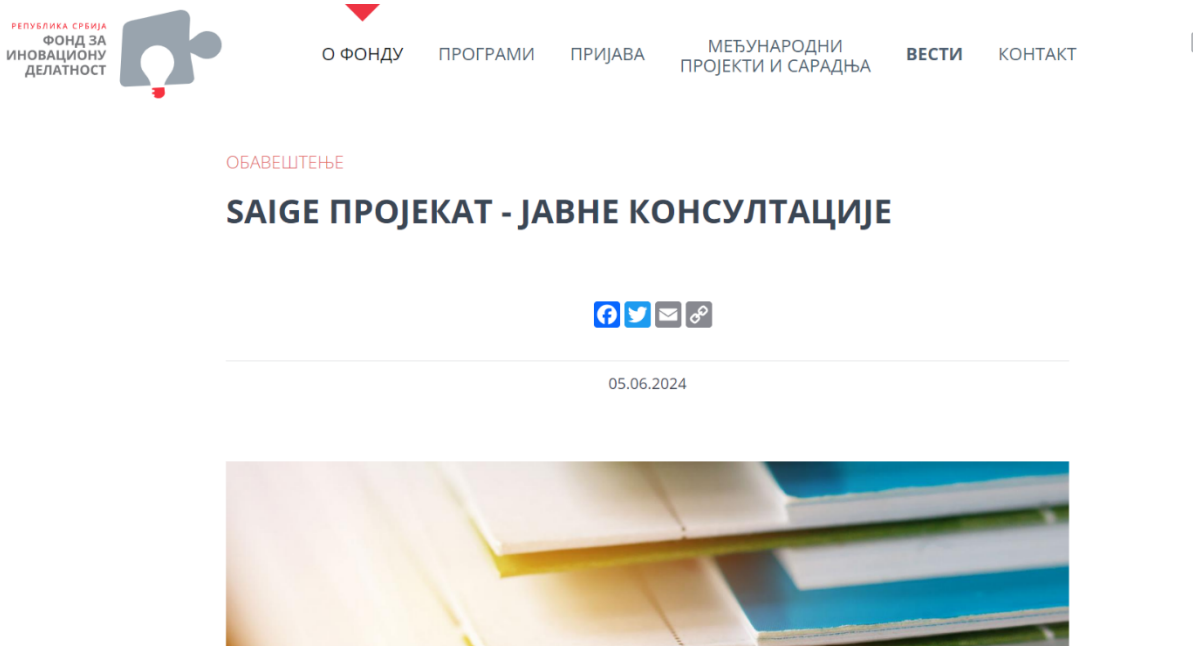 РЕПУБЛИКА СРБИЈА
ФОНД ЗА
ИНОВАЦИОНУ
ДЕЛАТНОСТ
О ФОНДУ
ПРОГРАМИ
ПРИЈАВА
МЕЂУНАРОДНИ
ПРОЈЕКТИ И САРАДЊА
ВЕСТИ
КОНТАКТ
ОБАВЕШТЕЊЕ
SAIGE ПРОЈЕКАТ - ЈАВНЕ КОНСУЛТАЦИЈЕ
05.06.2024